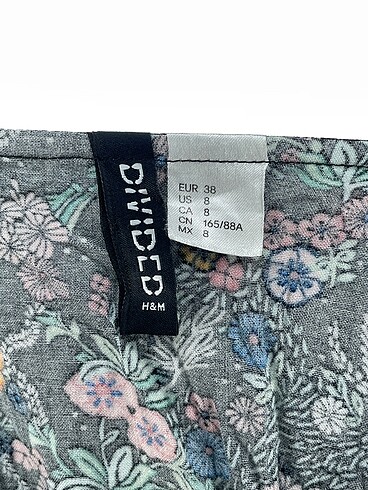 DIVIDED
H&M
EUR 38
US 8
CA 8
CN 165/88A
MX 8